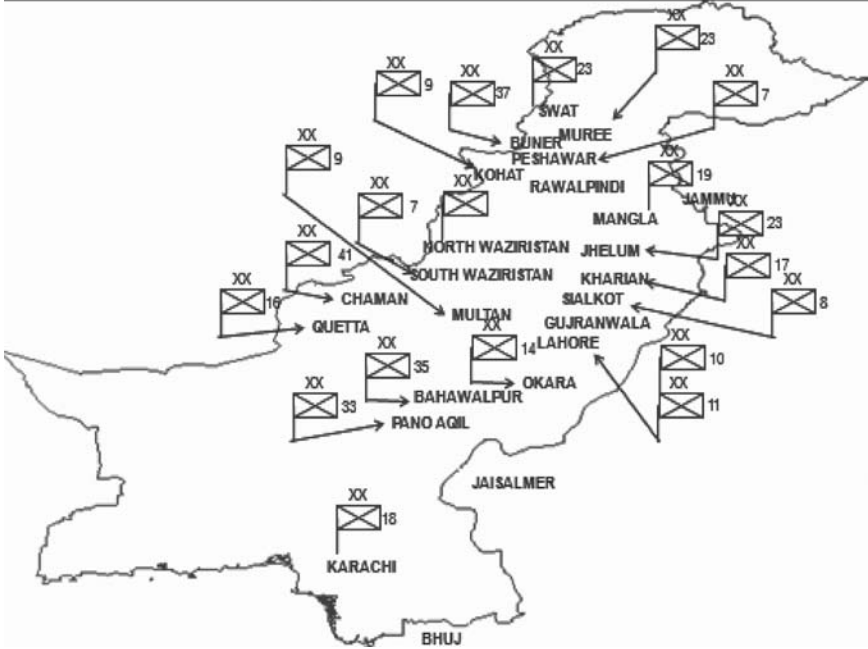 XX
23
XX
23
XX
9
XX
37
XX
7
SWAT
MUREE
BUNER
PESHAWAR
XX
9
KOHAT
RAWALPINDI
XX
19
JAMMU
XX
7
XX
MANGLA
XX
23
XX
41
NORTH WAZIRISTAN
JHELUM
XX
17
SOUTH WAZIRISTAN
KHARIAN
XX
16
CHAMAN
SIALKOT
XX
8
QUETTA
MULTAN
GUJRANWALA
LAHORE
XX
14
XX
10
XX
35
OKARA
BAHAWALPUR
XX
33
XX
11
PANO AQIL
JAISALMER
XX
18
KARACHI
BHUJ